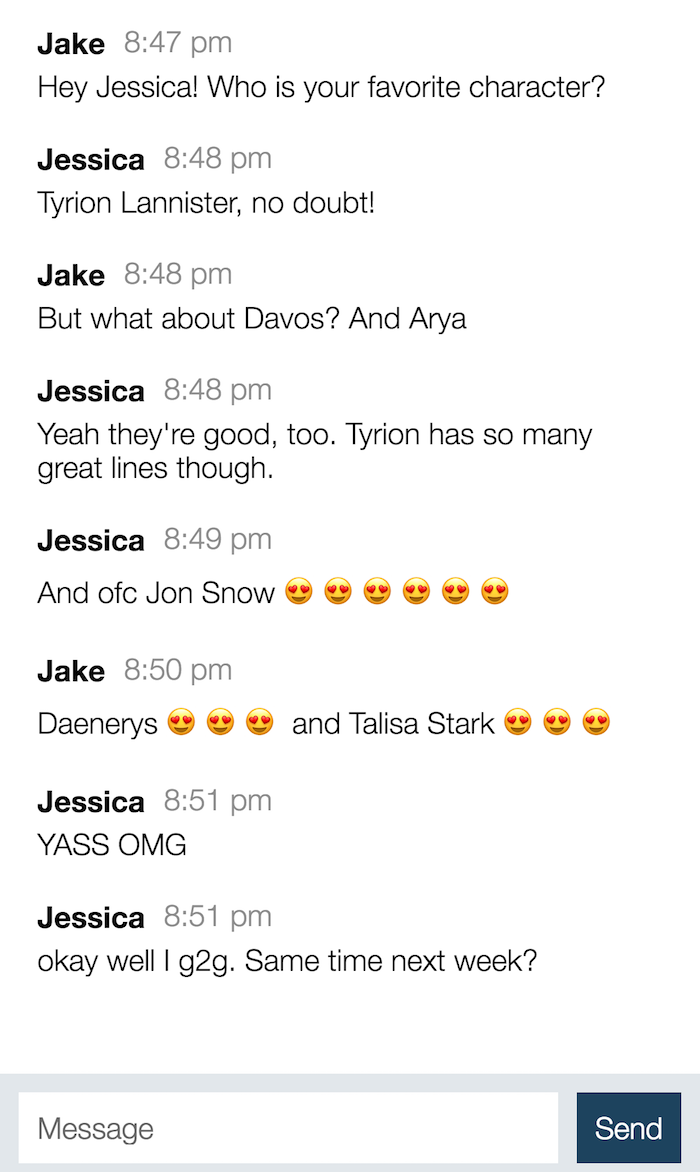 Jake 8:47 pm
Hey Jessica! Who is your favorite character?
Jessica 8:48 pm
Tyrion Lannister, no doubt!
Jake 8:48 pm
But what about Davos? And Arya
Jessica 8:48 pm
Yeah they're good, too. Tyrion has so many
great lines though.
Jessica 8:49 pm
And ofc Jon Snow 😍 😍 😍 😍 😍 😍
Jake 8:50 pm
Daenerys 😍 😍 😍 and Talisa Stark 😍 😍 😍
Jessica 8:51 pm
YASS OMG
Jessica 8:51 pm
okay well I g2g. Same time next week?
Message
Send